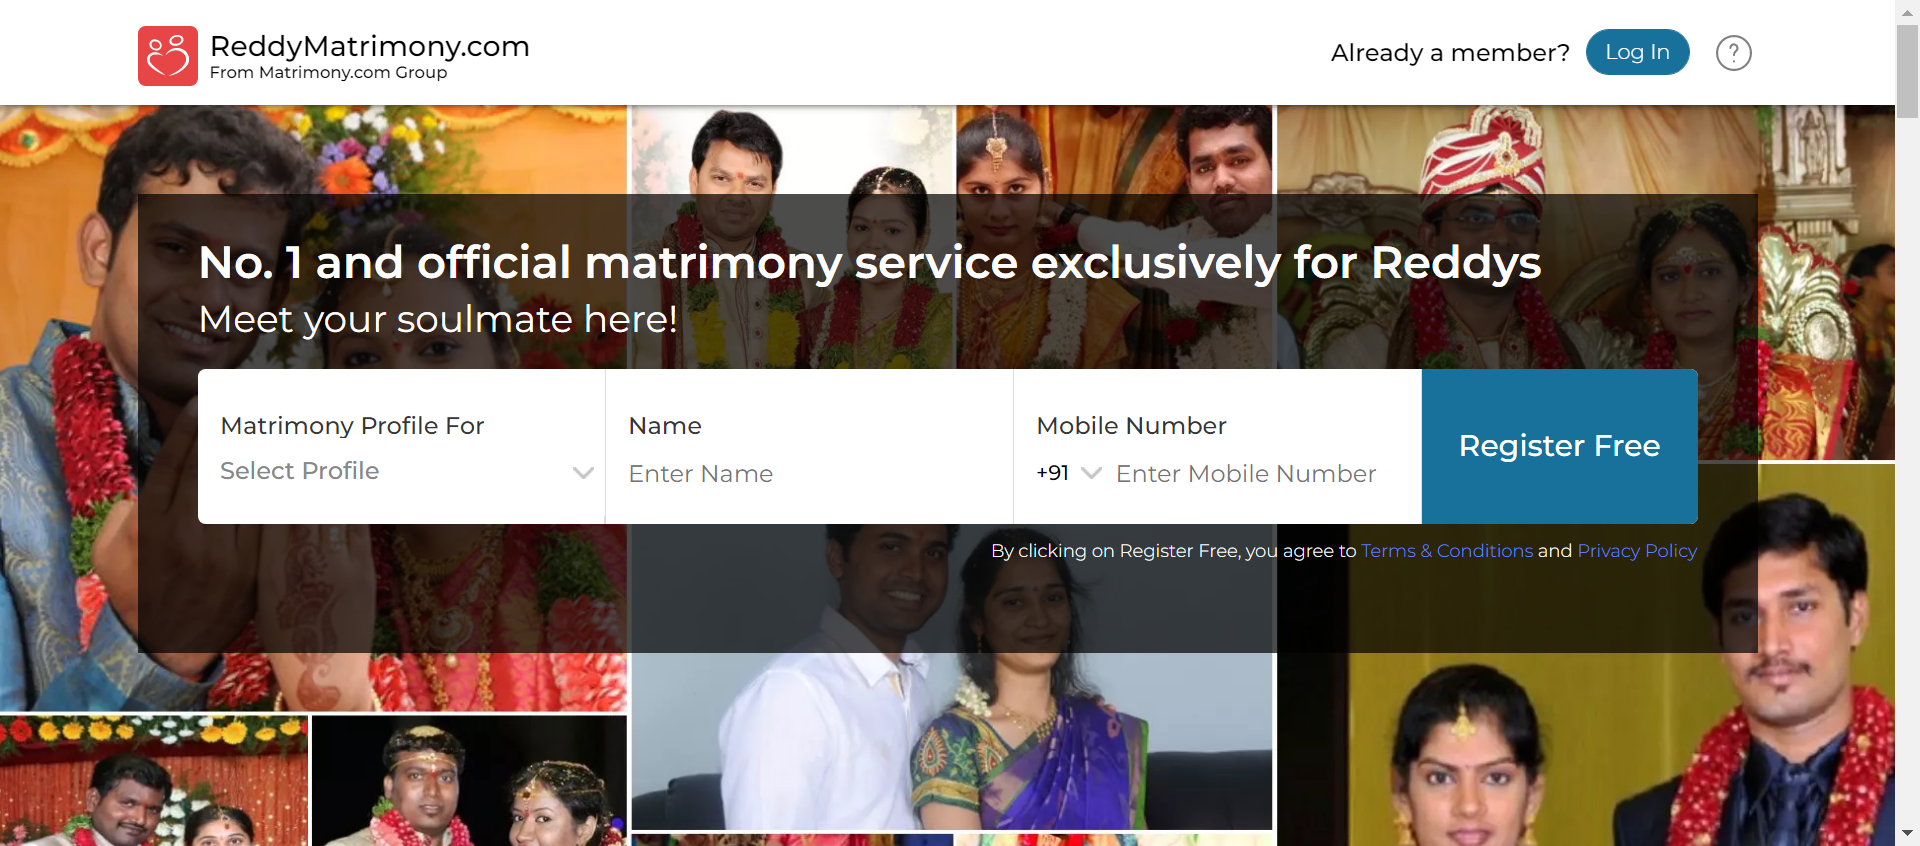 ReddyMatrimony.com
From Matrimony.com Group
Already a member?
Log In
?
No. 1 and official matrimony service exclusively for Reddys
Meet your soulmate here!
Matrimony Profile For
Select Profile
Name
Enter Name
Mobile Number
+91 Enter Mobile Number
Register Free
By clicking on Register Free, you agree to Terms & Conditions and Privacy Policy